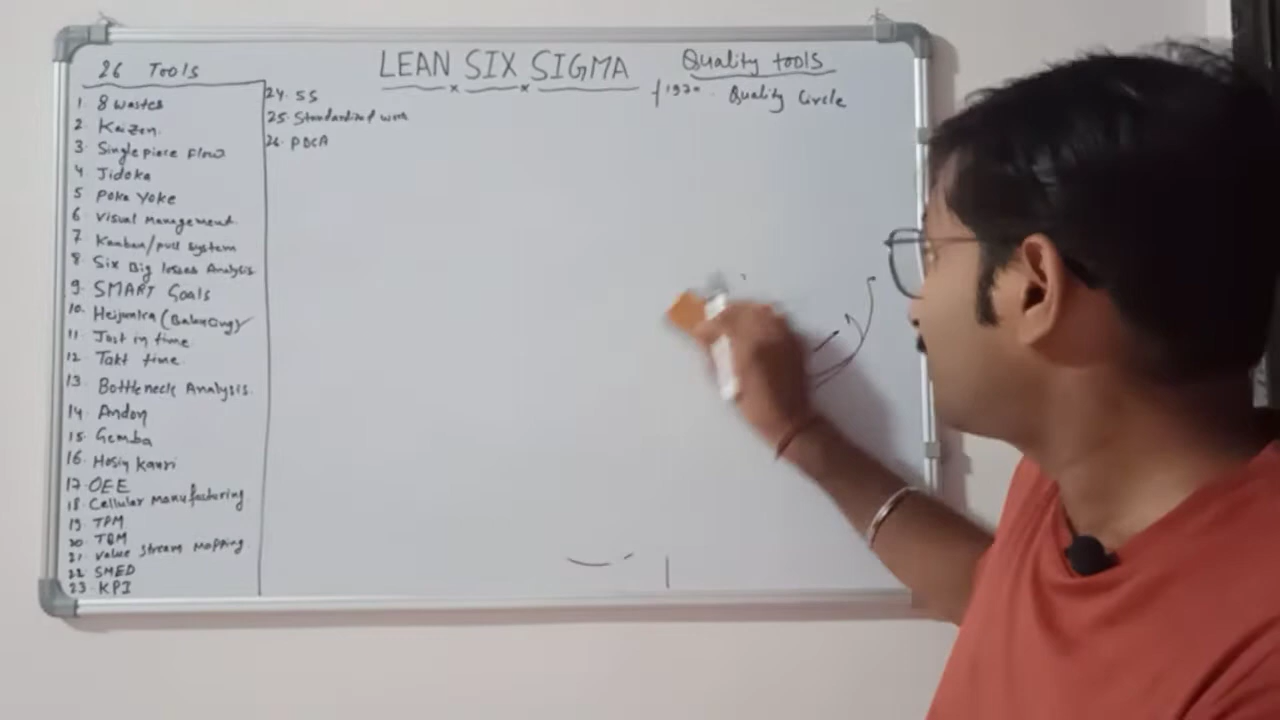 26 Tools
1. 8 wastes
2. Kaizen.
3 Single piece Flow
4 Jidoka
5 Poka Yoke
6 Visual Management.
7. Kanban/pull system
8. Six Big losses Analysis
9. SMART Goals
10. Heijunka (Balancing)
11. Just in time
12. Takt time
13. Bottleneck Analysis.
14. Andon
15. Gemba
16. Hosin Kanri
17. OEE
18. Cellular Manufactoring
19. TPM
20. TQM
21. Value stream Mapping
22. SMED
23. KPI
24. 5S
25. Standardized work
26. PDCA
LEAN SIX SIGMA
Quality tools
Quality Circle